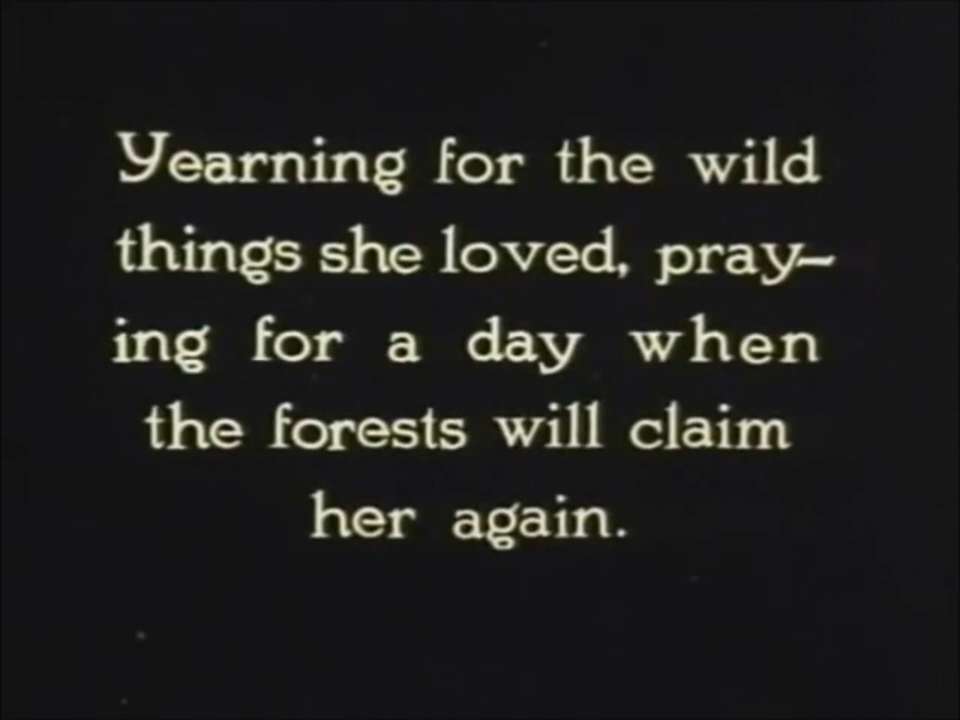 Yearning for the wild
things she loved, pray-
ing for a day when
the forests will claim
her again.